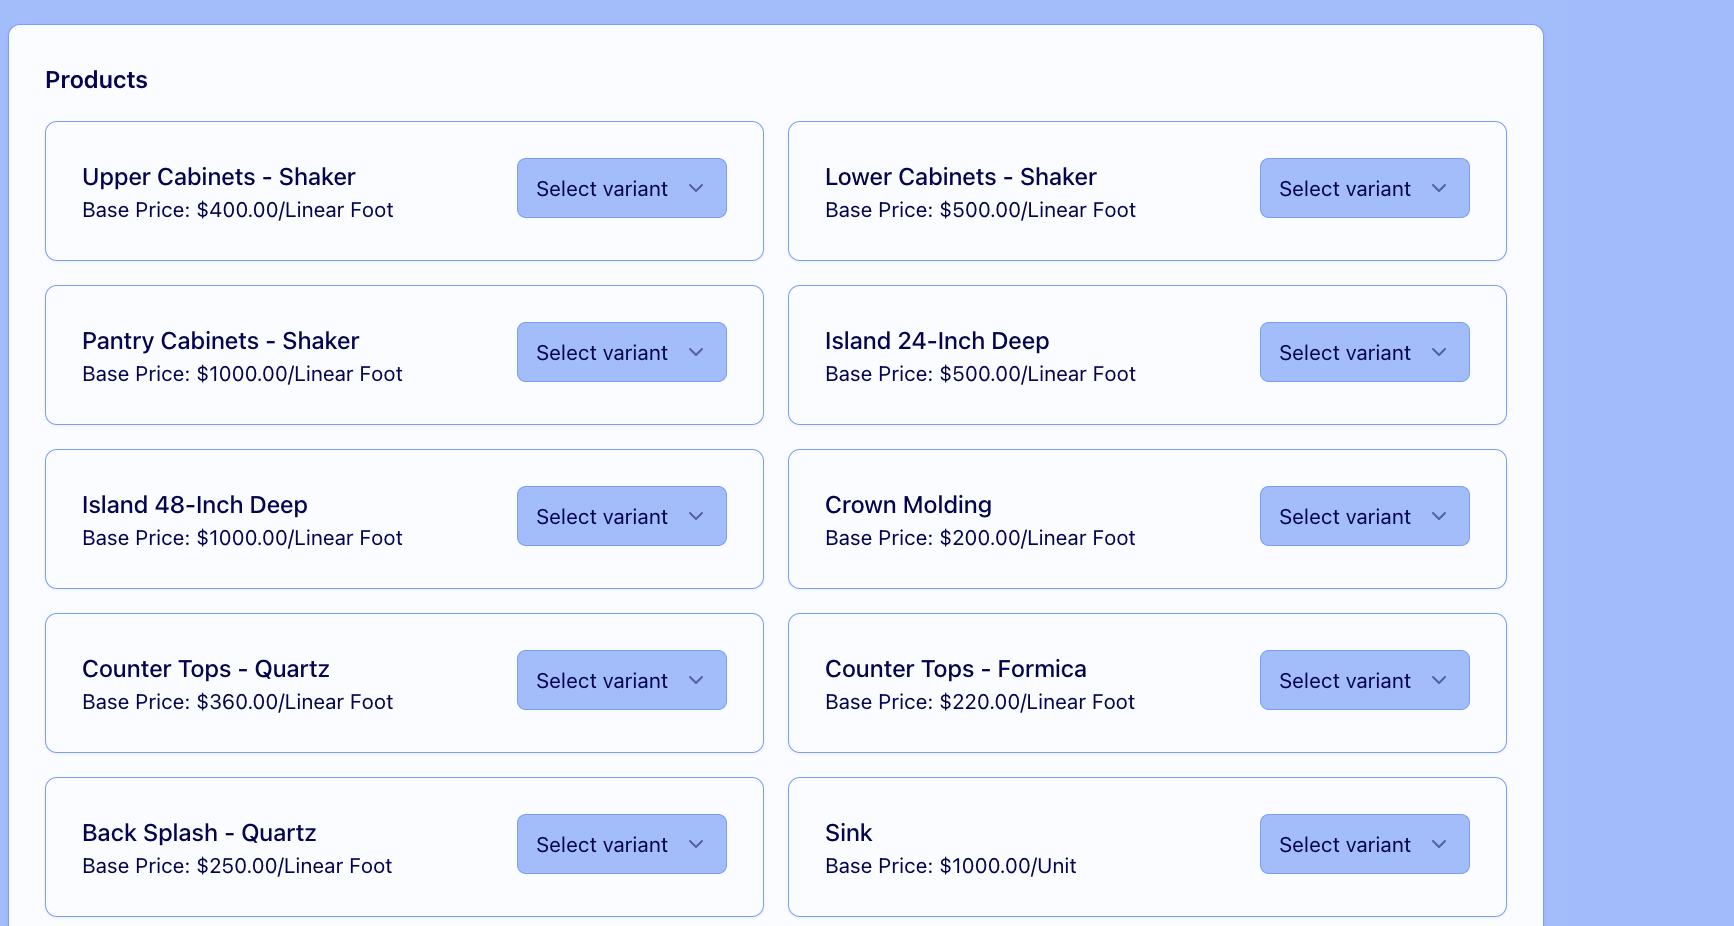 Products
Upper Cabinets - Shaker
Base Price: $400.00/Linear Foot
Select variant
Lower Cabinets - Shaker
Base Price: $500.00/Linear Foot
Select variant
Pantry Cabinets - Shaker
Base Price: $1000.00/Linear Foot
Select variant
Island 24-Inch Deep
Base Price: $500.00/Linear Foot
Select variant
Island 48-Inch Deep
Base Price: $1000.00/Linear Foot
Select variant
Crown Molding
Base Price: $200.00/Linear Foot
Select variant
Counter Tops - Quartz
Base Price: $360.00/Linear Foot
Select variant
Counter Tops - Formica
Base Price: $220.00/Linear Foot
Select variant
Back Splash - Quartz
Base Price: $250.00/Linear Foot
Select variant
Sink
Base Price: $1000.00/Unit
Select variant